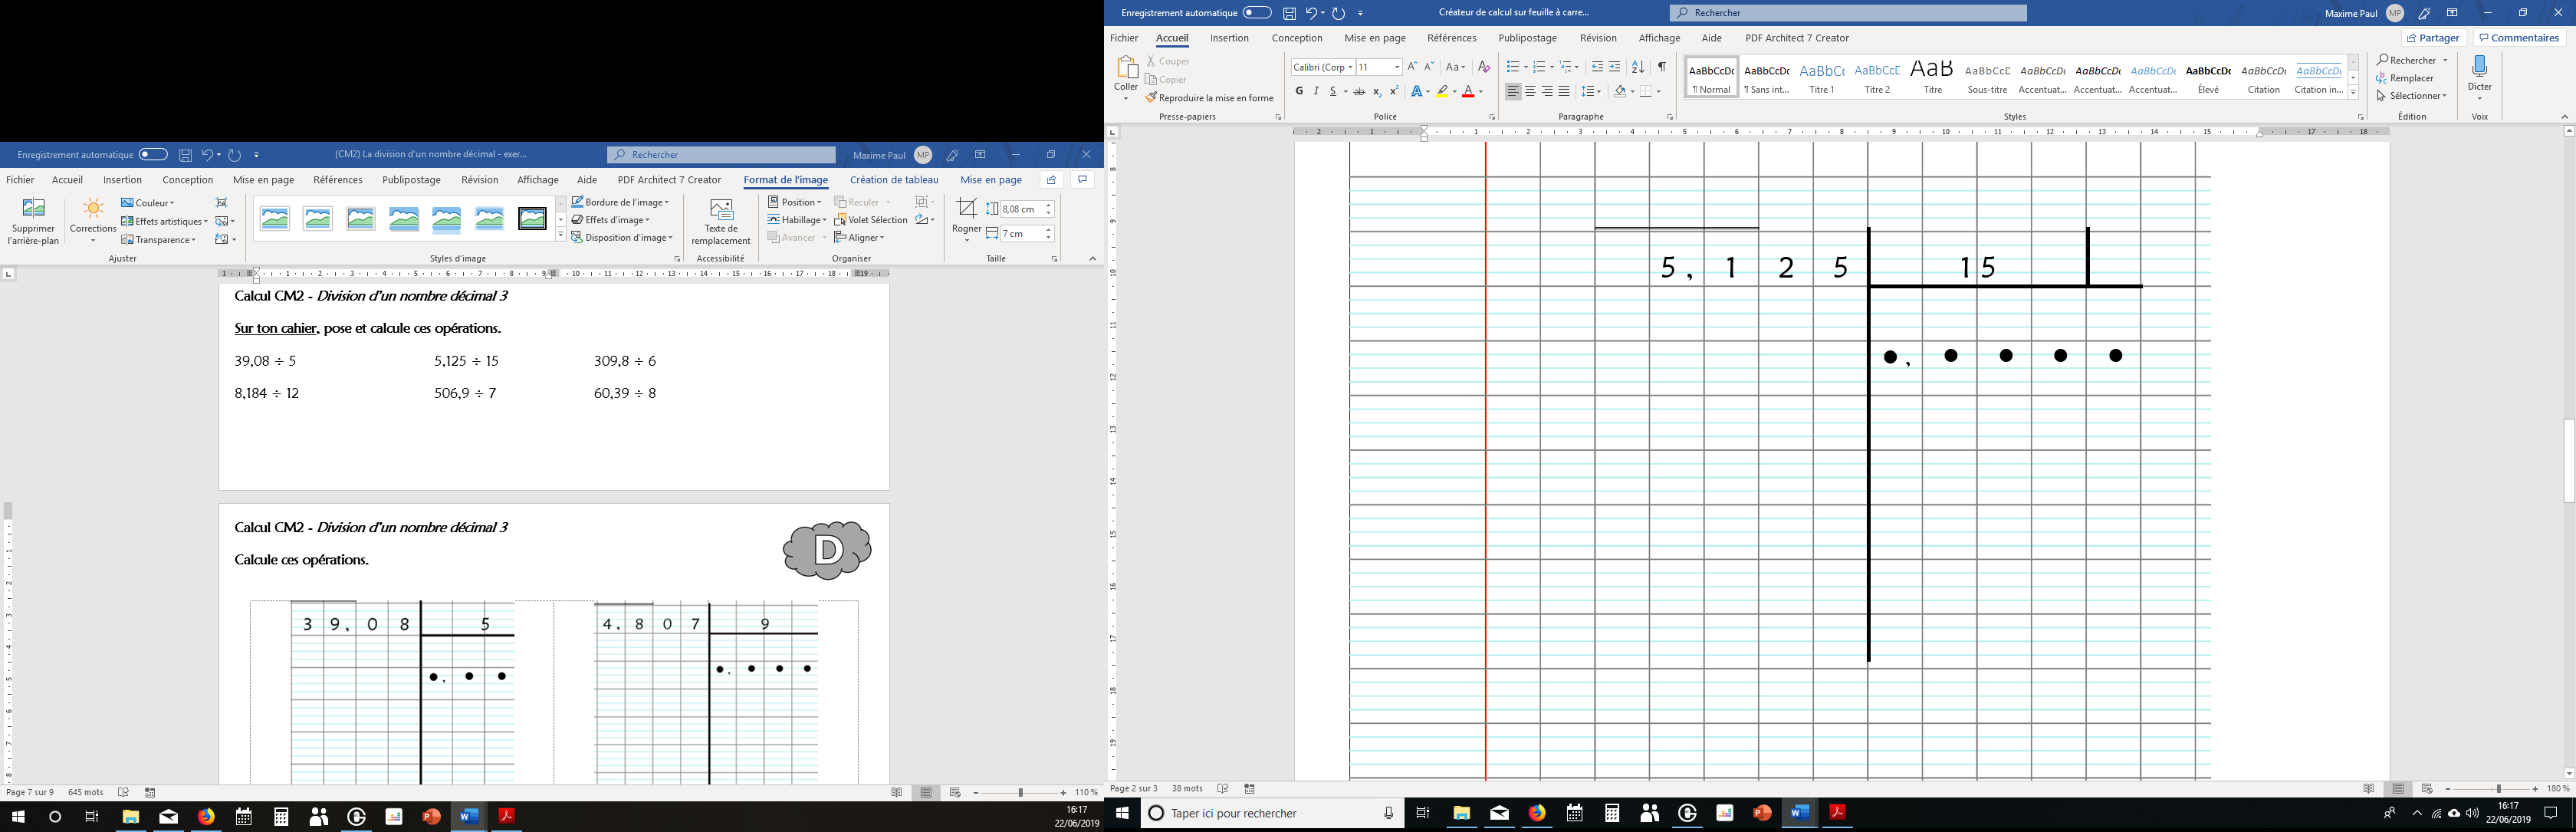 Enregistrement automatique
(CM2) La division d'un nombre décimal - exer...
Rechercher
Maxime Paul
MP
Fichier Accueil Insertion Conception Mise en page Références Publipostage Révision Affichage Aide PDF Architect 7 Creator Format de l'image Création de tableau Mise en page
Supprimer l'arrière-plan
Corrections
Couleur
Effets artistiques
Transparence
Ajuster
Styles d'image
Bordure de l'image
Effets d'image
Disposition d'image
Texte de remplacement
Accessibilité
Position
Habillage
Avancer
Reculer
Volet Sélection
Aligner
Organiser
Rogner
8,08 cm
7 cm
Taille
Calcul CM2 - Division d'un nombre décimal 3
Sur ton cahier, pose et calcule ces opérations.
39,08 ÷ 5 5,125 ÷ 15 309,8 ÷ 6
8,184 ÷ 12 506,9 ÷ 7 60,39 ÷ 8
Calcul CM2 - Division d'un nombre décimal 3
D
Calcule ces opérations.
3 9, 0 8 5
4, 8 0 7 9
Page 7 sur 9 645 mots
110 %
16:17
22/06/2019
Enregistrement automatique
Créateur de calcul sur feuille à carre...
Rechercher
Maxime Paul
MP
Fichier Accueil Insertion Conception Mise en page Références Publipostage Révision Affichage Aide PDF Architect 7 Creator
Partager
Commentaires
Coller
Couper
Copier
Reproduire la mise en forme
Presse-papiers
Calibri (Corp 11
Police
Paragraphe
AaBbCcDc ¶ Normal
AaBbCcDc ¶ Sans int...
AaBbCc Titre 1
AaBbCcD Titre 2
AaB Titre
AaBbCcD Sous-titre
AaBbCcDc Accentuat...
AaBbCcDc Accentuat...
AaBbCcDc Accentuat...
AaBbCcDc Élevé
AaBbCcDc Citation
AaBbCcDc Citation in...
Styles
Rechercher
Remplacer
Sélectionner
Édition
Dicter
Voix
5, 1 2 5 15
Page 2 sur 3 38 mots
180 %
Taper ici pour rechercher
16:17
22/06/2019